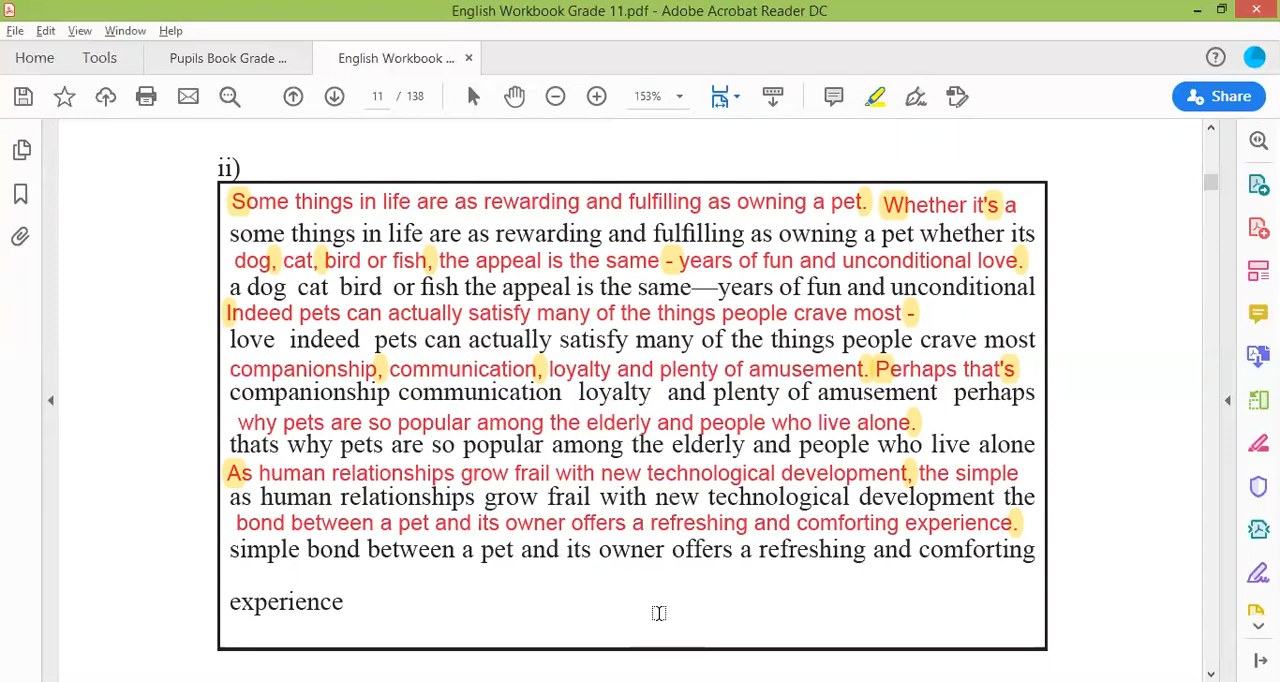 English Workbook Grade 11.pdf - Adobe Acrobat Reader DC
File Edit View Window Help
Home Tools Pupils Book Grade ... English Workbook ... ×
11 / 138 153% Share
ii)
Some things in life are as rewarding and fulfilling as owning a pet. Whether it's a
some things in life are as rewarding and fulfilling as owning a pet whether its
dog, cat, bird or fish, the appeal is the same - years of fun and unconditional love.
a dog cat bird or fish the appeal is the same—years of fun and unconditional
Indeed pets can actually satisfy many of the things people crave most -
love indeed pets can actually satisfy many of the things people crave most
companionship, communication, loyalty and plenty of amusement. Perhaps that's
companionship communication loyalty and plenty of amusement perhaps
why pets are so popular among the elderly and people who live alone.
thats why pets are so popular among the elderly and people who live alone
As human relationships grow frail with new technological development, the simple
as human relationships grow frail with new technological development the
bond between a pet and its owner offers a refreshing and comforting experience.
simple bond between a pet and its owner offers a refreshing and comforting
experience